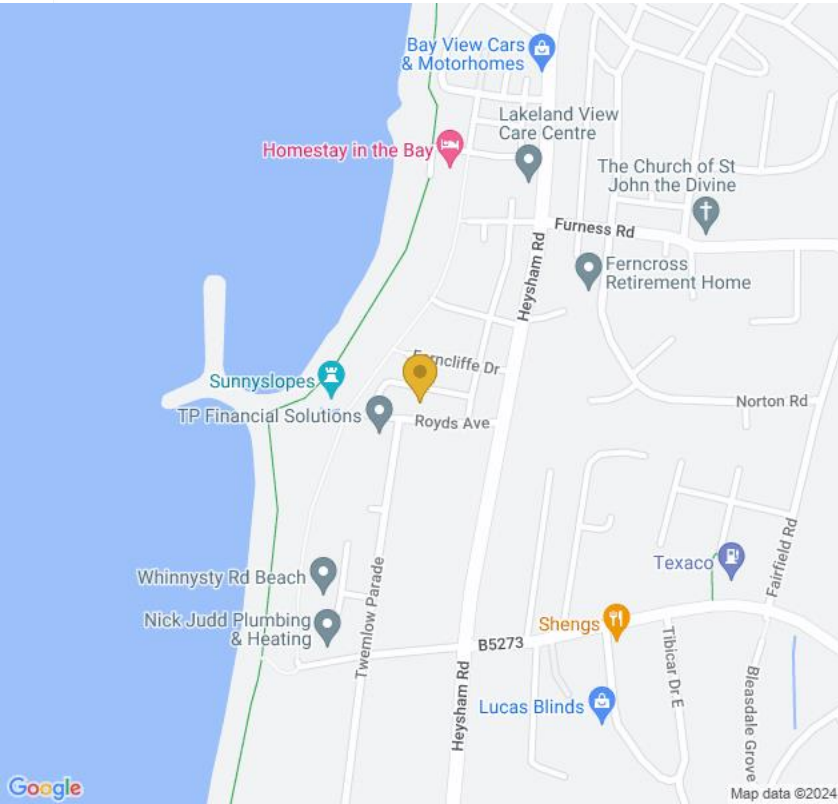 Bay View Cars
& Motorhomes
Lakeland View
Care Centre
Homestay in the Bay
The Church of St
John the Divine
Furness Rd
Heysham Rd
Ferncross
Retirement Home
Ferncliffe Dr
Sunnyslopes
Norton Rd
TP Financial Solutions
Royds Ave
Fairfield Rd
Texaco
Whinnysty Rd Beach
Twemlow Parade
Nick Judd Plumbing
& Heating
Shengs
B5273
Tibicar Dr E
Bleasdale Grove
Heysham Rd
Lucas Blinds
Google
Map data ©2024